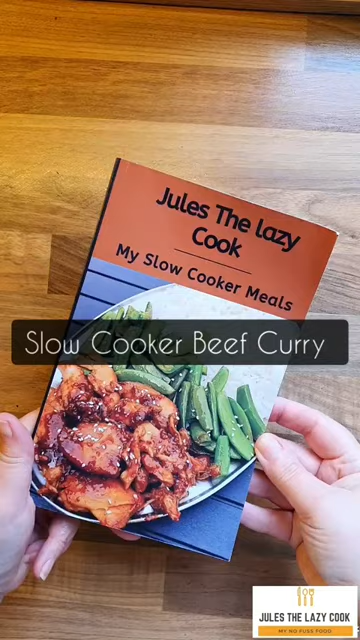 Jules The lazy
Cook
My Slow Cooker Meals
Slow Cooker Beef Curry
JULES THE LAZY COOK
MY NO FUSS FOOD